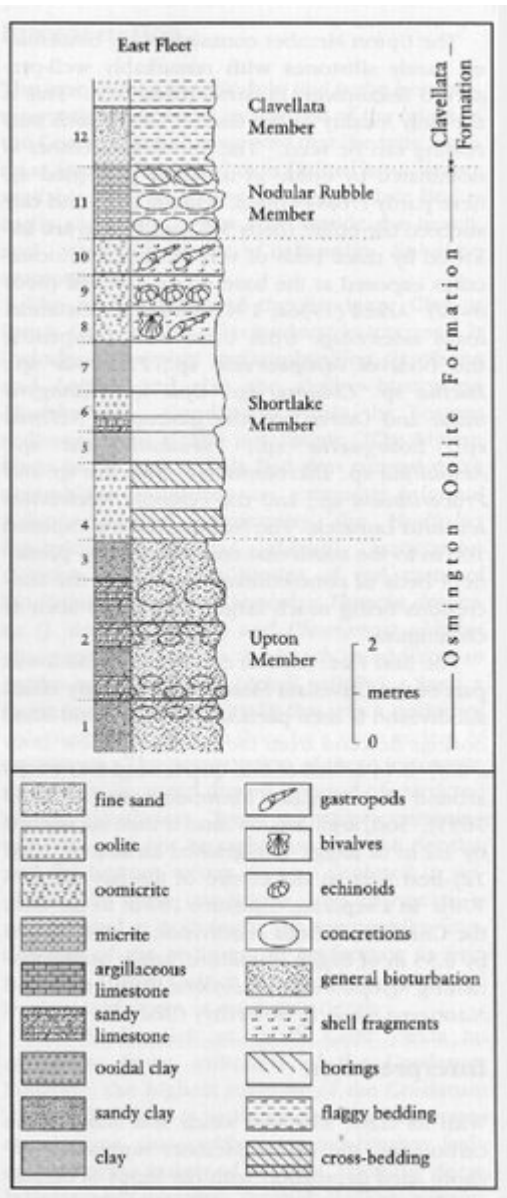 East Fleet
Clavellata
Member
Clavellata
Formation
12
Nodular Rubble
Member
11
10
9
8
7
Shortlake
Member
6
5
4
3
Osmington Oolite Formation
2
Upton
Member
1
2
metres
0
fine sand
oolite
oomicrite
micrite
argillaceous
limestone
sandy
limestone
ooidal clay
sandy clay
clay
gastropods
bivalves
echinoids
concretions
general bioturbation
shell fragments
borings
flaggy bedding
cross-bedding